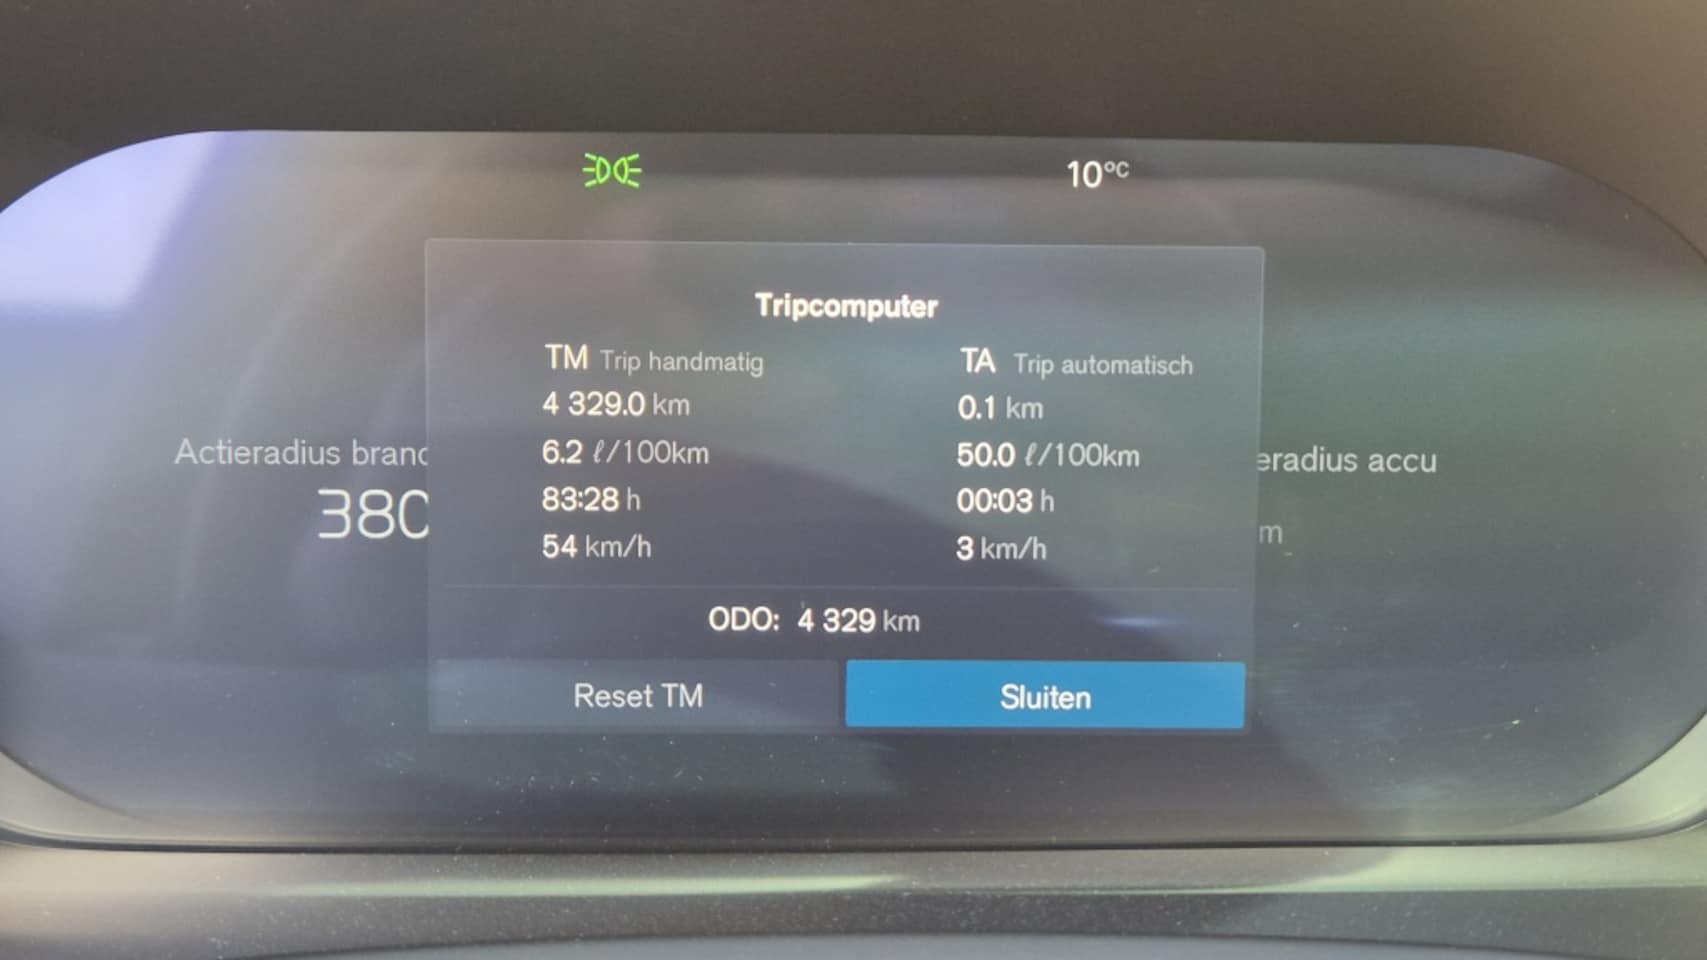 10°C
Tripcomputer
TM Trip handmatig
4 329.0 km
6.2 ℓ/100km
83:28 h
54 km/h
TA Trip automatisch
0.1 km
50.0 ℓ/100km
00:03 h
3 km/h
Actieradius brand
380
eradius accu
m
ODO: 4 329 km
Reset TM
Sluiten